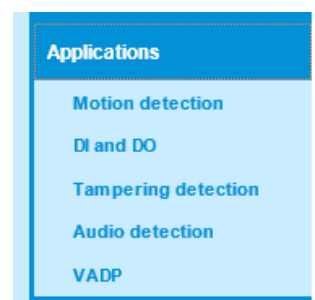 Applications
Motion detection
DI and DO
Tampering detection
Audio detection
VADP